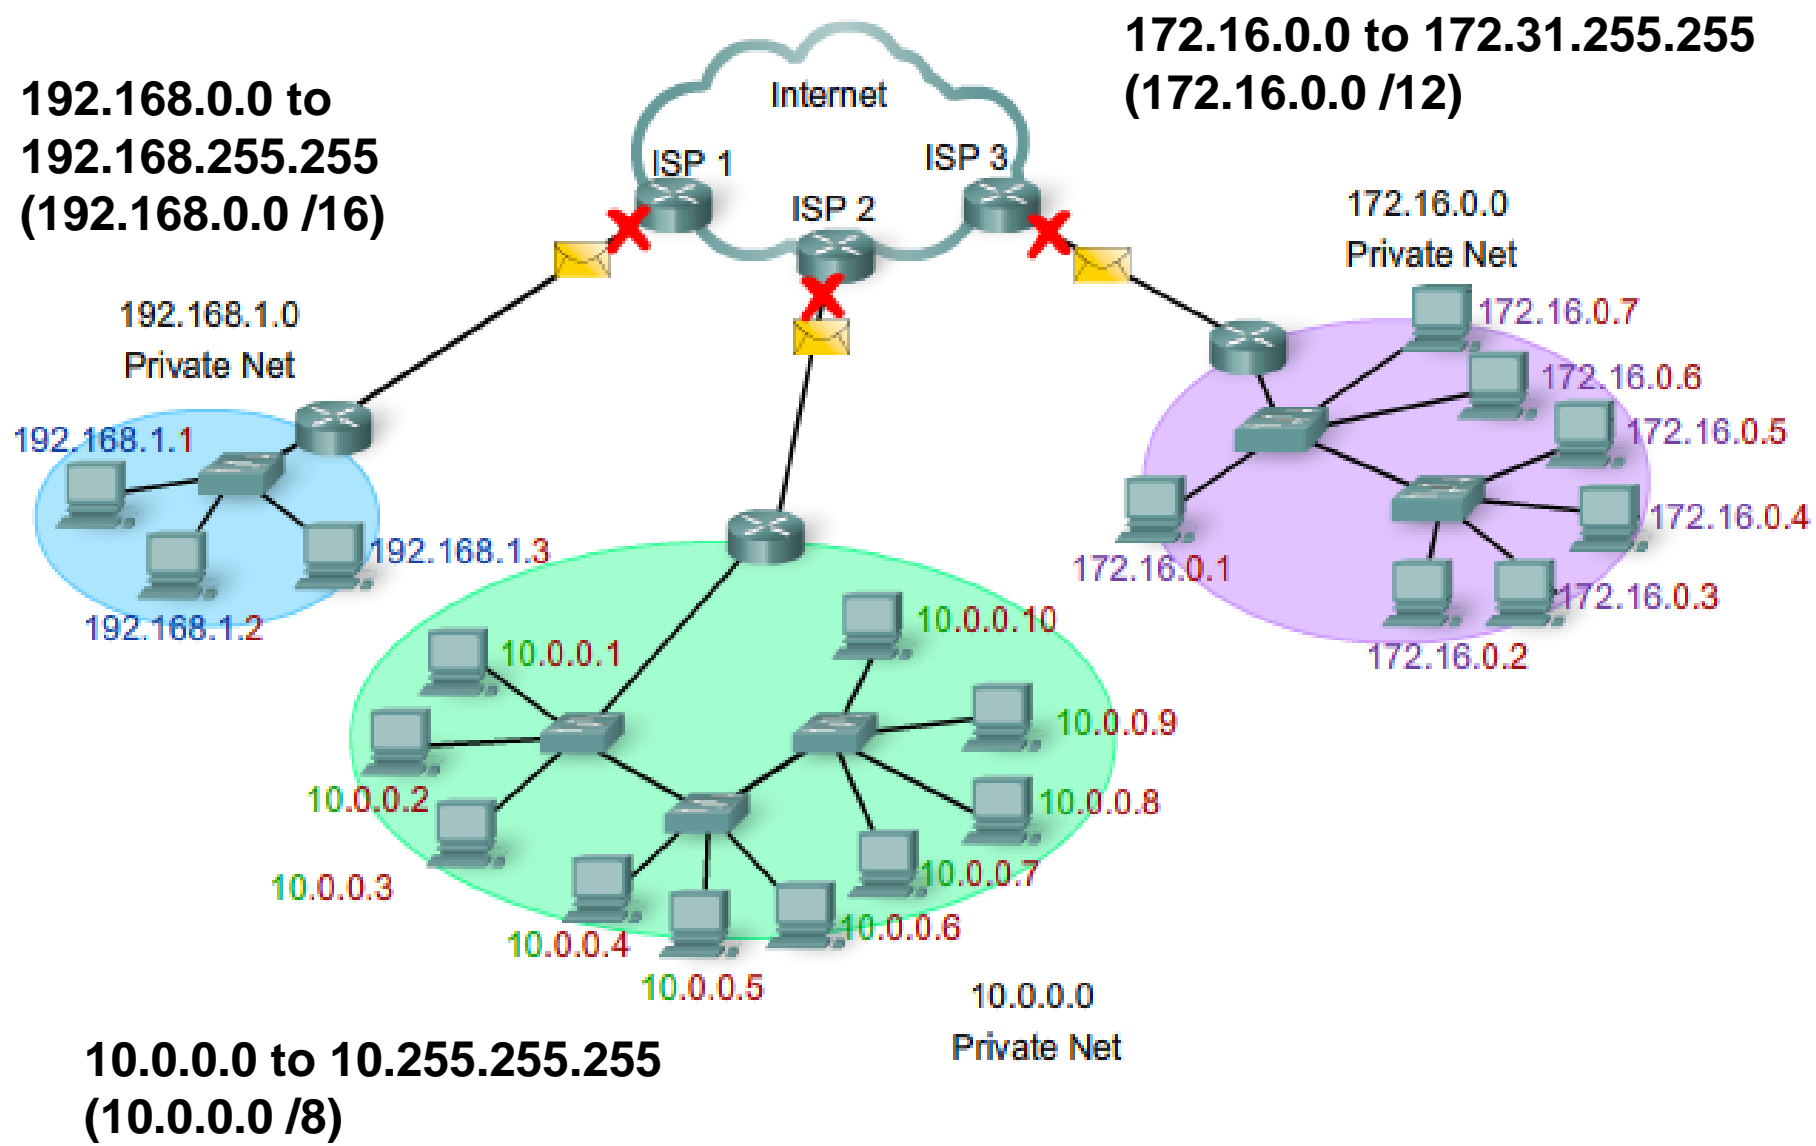 172.16.0.0 to 172.31.255.255
(172.16.0.0 /12)
192.168.0.0 to
192.168.255.255
(192.168.0.0 /16)
Internet
ISP 1
ISP 2
ISP 3
192.168.1.0
Private Net
192.168.1.1
192.168.1.2
192.168.1.3
172.16.0.0
Private Net
172.16.0.7
172.16.0.6
172.16.0.5
172.16.0.4
172.16.0.3
172.16.0.2
172.16.0.1
10.0.0.1
10.0.0.2
10.0.0.3
10.0.0.4
10.0.0.5
10.0.0.6
10.0.0.7
10.0.0.8
10.0.0.9
10.0.0.10
10.0.0.0
Private Net
10.0.0.0 to 10.255.255.255
(10.0.0.0 /8)